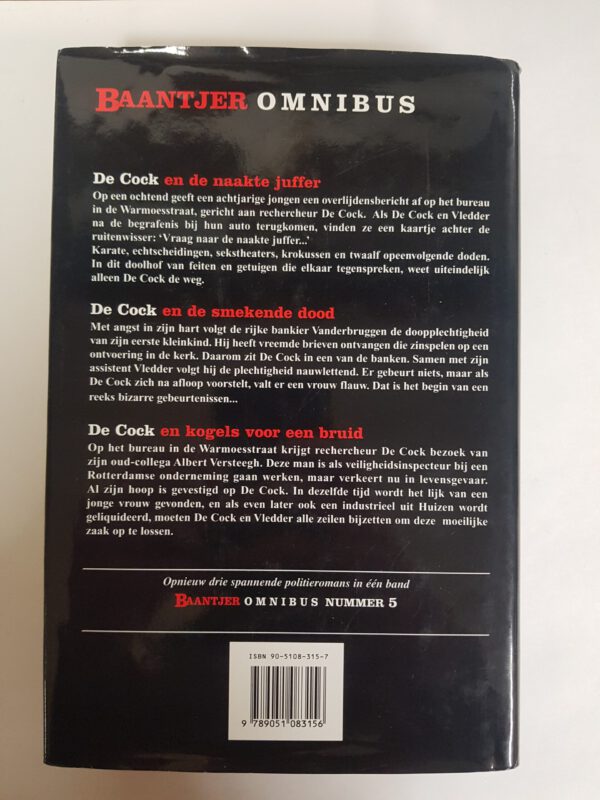 BAANTJER OMNIBUS
De Cock en de naakte juffer
Op een ochtend geeft een achtjarige jongen een overlijdensbericht af op het bureau
in de Warmoesstraat, gericht aan rechercheur De Cock. Als De Cock en Vledder
na de begrafenis bij hun auto terugkomen, vinden ze een kaartje achter de
ruitenwisser: 'Vraag naar de naakte juffer...'
Karate, echtscheidingen, sekstheaters, krokussen en twaalf opeenvolgende doden.
In dit doolhof van feiten en getuigen die elkaar tegenspreken, weet uiteindelijk
alleen De Cock de weg.
De Cock en de smekende dood
Met angst in zijn hart volgt de rijke bankier Vanderbruggen de doopplechtigheid
van zijn eerste kleinkind. Hij heeft vreemde brieven ontvangen die zinspelen op een
ontvoering in de kerk. Daarom zit De Cock in een van de banken. Samen met zijn
assistent Vledder volgt hij de plechtigheid nauwlettend. Er gebeurt niets, maar als
De Cock zich na afloop voorstelt, valt er een vrouw flauw. Dat is het begin van een
reeks bizarre gebeurtenissen...
De Cock en kogels voor een bruid
Op het bureau in de Warmoesstraat krijgt rechercheur De Cock bezoek van
zijn oud-collega Albert Versteegh. Deze man is als veiligheidsinspecteur bij een
Rotterdamse onderneming gaan werken, maar verkeert nu in levensgevaar.
Al zijn hoop is gevestigd op De Cock. In dezelfde tijd wordt het lijk van een
jonge vrouw gevonden, en als even later ook een industrieel uit Huizen wordt
geliquideerd, moeten De Cock en Vledder alle zeilen bijzetten om deze moeilijke
zaak op te lossen.
Opnieuw drie spannende politieromans in één band
BAANTJER OMNIBUS NUMMER 5
ISBN 90-5108-315-7
9 789051 083156